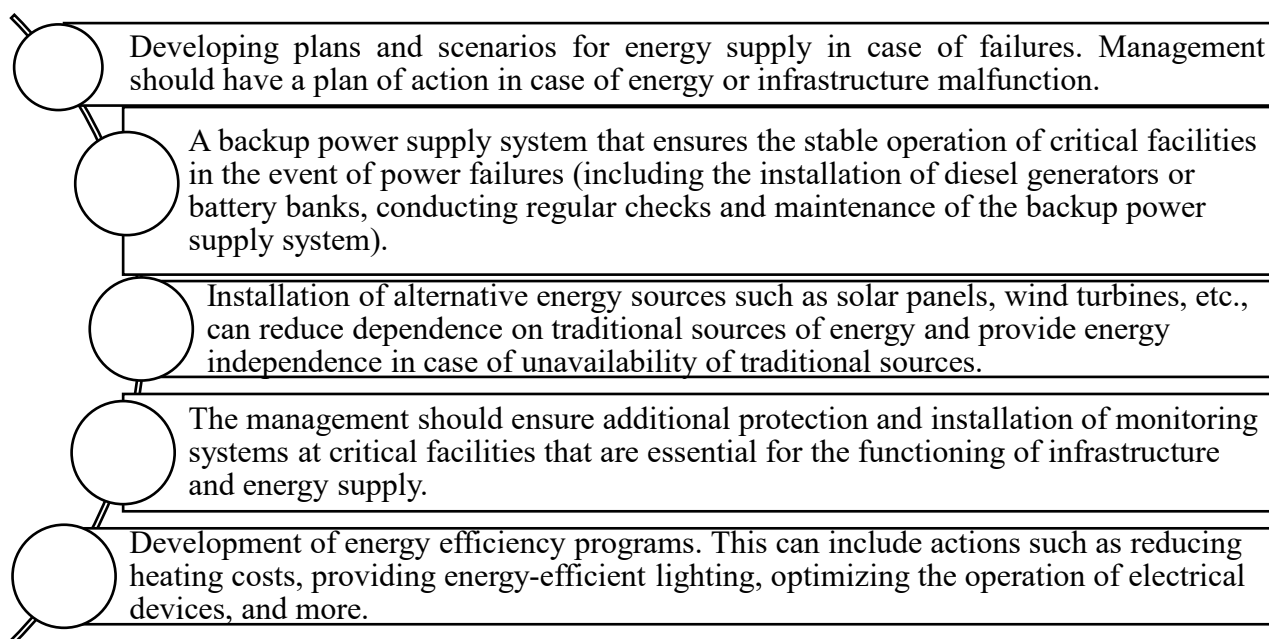 Developing plans and scenarios for energy supply in case of failures. Management
should have a plan of action in case of energy or infrastructure malfunction.
A backup power supply system that ensures the stable operation of critical facilities
in the event of power failures (including the installation of diesel generators or
battery banks, conducting regular checks and maintenance of the backup power
supply system).
Installation of alternative energy sources such as solar panels, wind turbines, etc.,
can reduce dependence on traditional sources of energy and provide energy
independence in case of unavailability of traditional sources.
The management should ensure additional protection and installation of monitoring
systems at critical facilities that are essential for the functioning of infrastructure
and energy supply.
Development of energy efficiency programs. This can include actions such as reducing
heating costs, providing energy-efficient lighting, optimizing the operation of electrical
devices, and more.